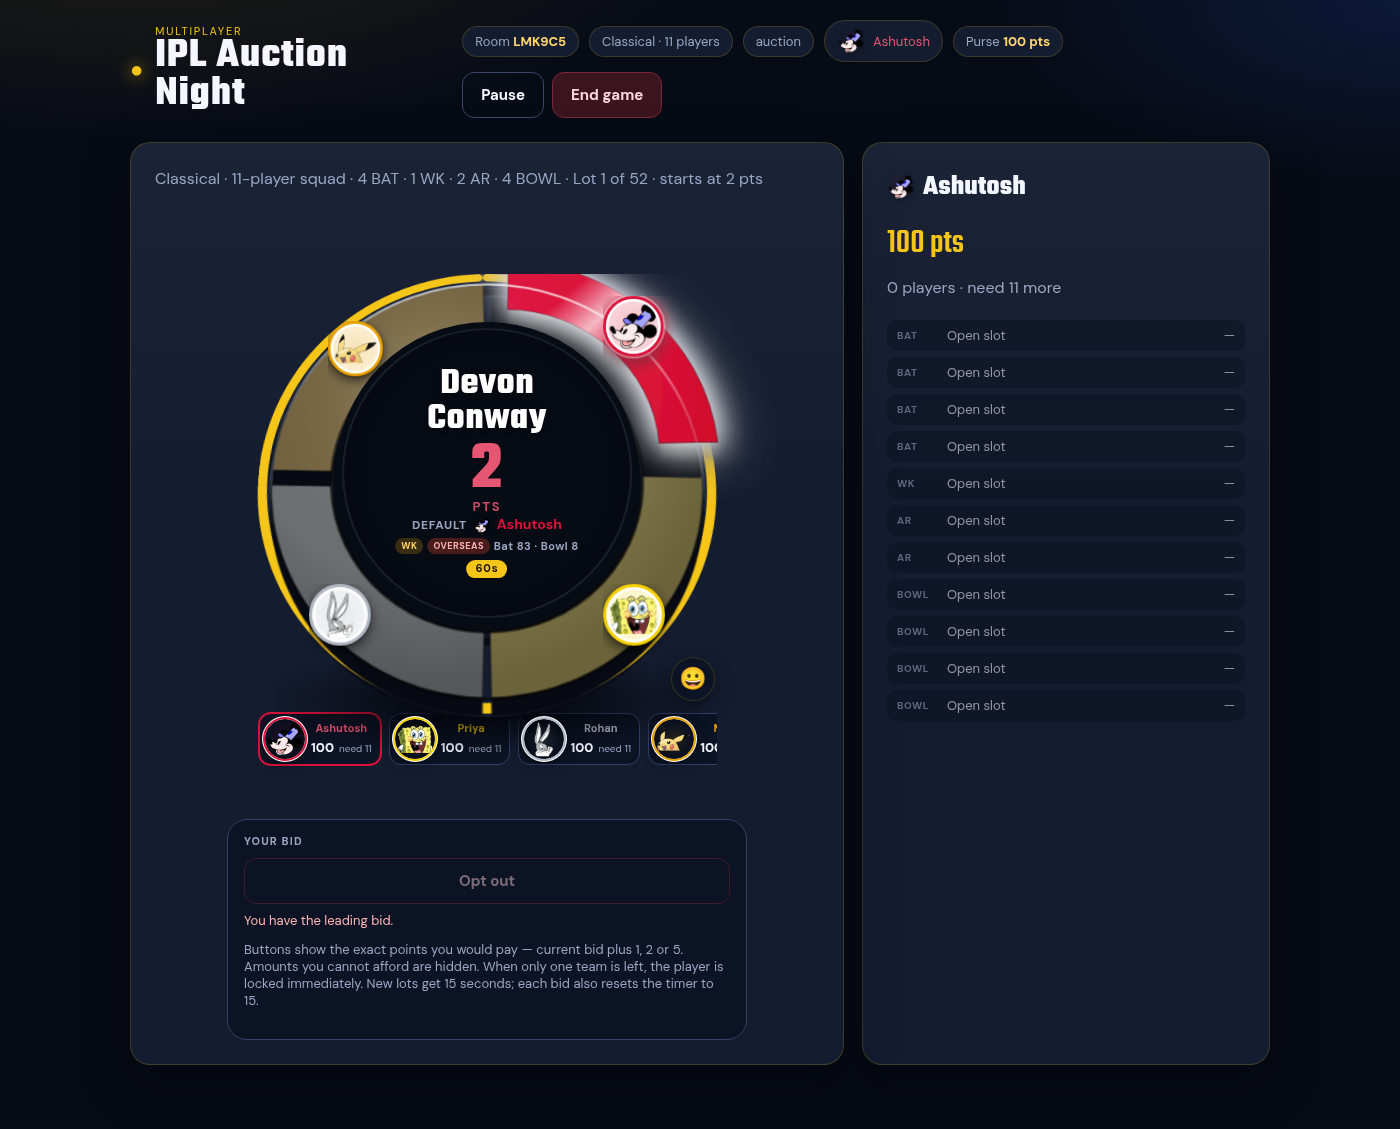 MULTIPLAYER
IPL Auction
Night
Room LMK9C5
Classical · 11 players
auction
Ashutosh
Purse 100 pts
Pause
End game
Classical · 11-player squad · 4 BAT · 1 WK · 2 AR · 4 BOWL · Lot 1 of 52 · starts at 2 pts
Devon
Conway
2
PTS
DEFAULT Ashutosh
WK OVERSEAS Bat 83 · Bowl 8
60s
Ashutosh
100 need 11
Priya
100 need 11
Rohan
100 need 11
YOUR BID
Opt out
You have the leading bid.
Buttons show the exact points you would pay — current bid plus 1, 2 or 5.
Amounts you cannot afford are hidden. When only one team is left, the player is
locked immediately. New lots get 15 seconds; each bid also resets the timer to
15.
Ashutosh
100 pts
0 players · need 11 more
BAT Open slot —
BAT Open slot —
BAT Open slot —
BAT Open slot —
WK Open slot —
AR Open slot —
AR Open slot —
BOWL Open slot —
BOWL Open slot —
BOWL Open slot —
BOWL Open slot —